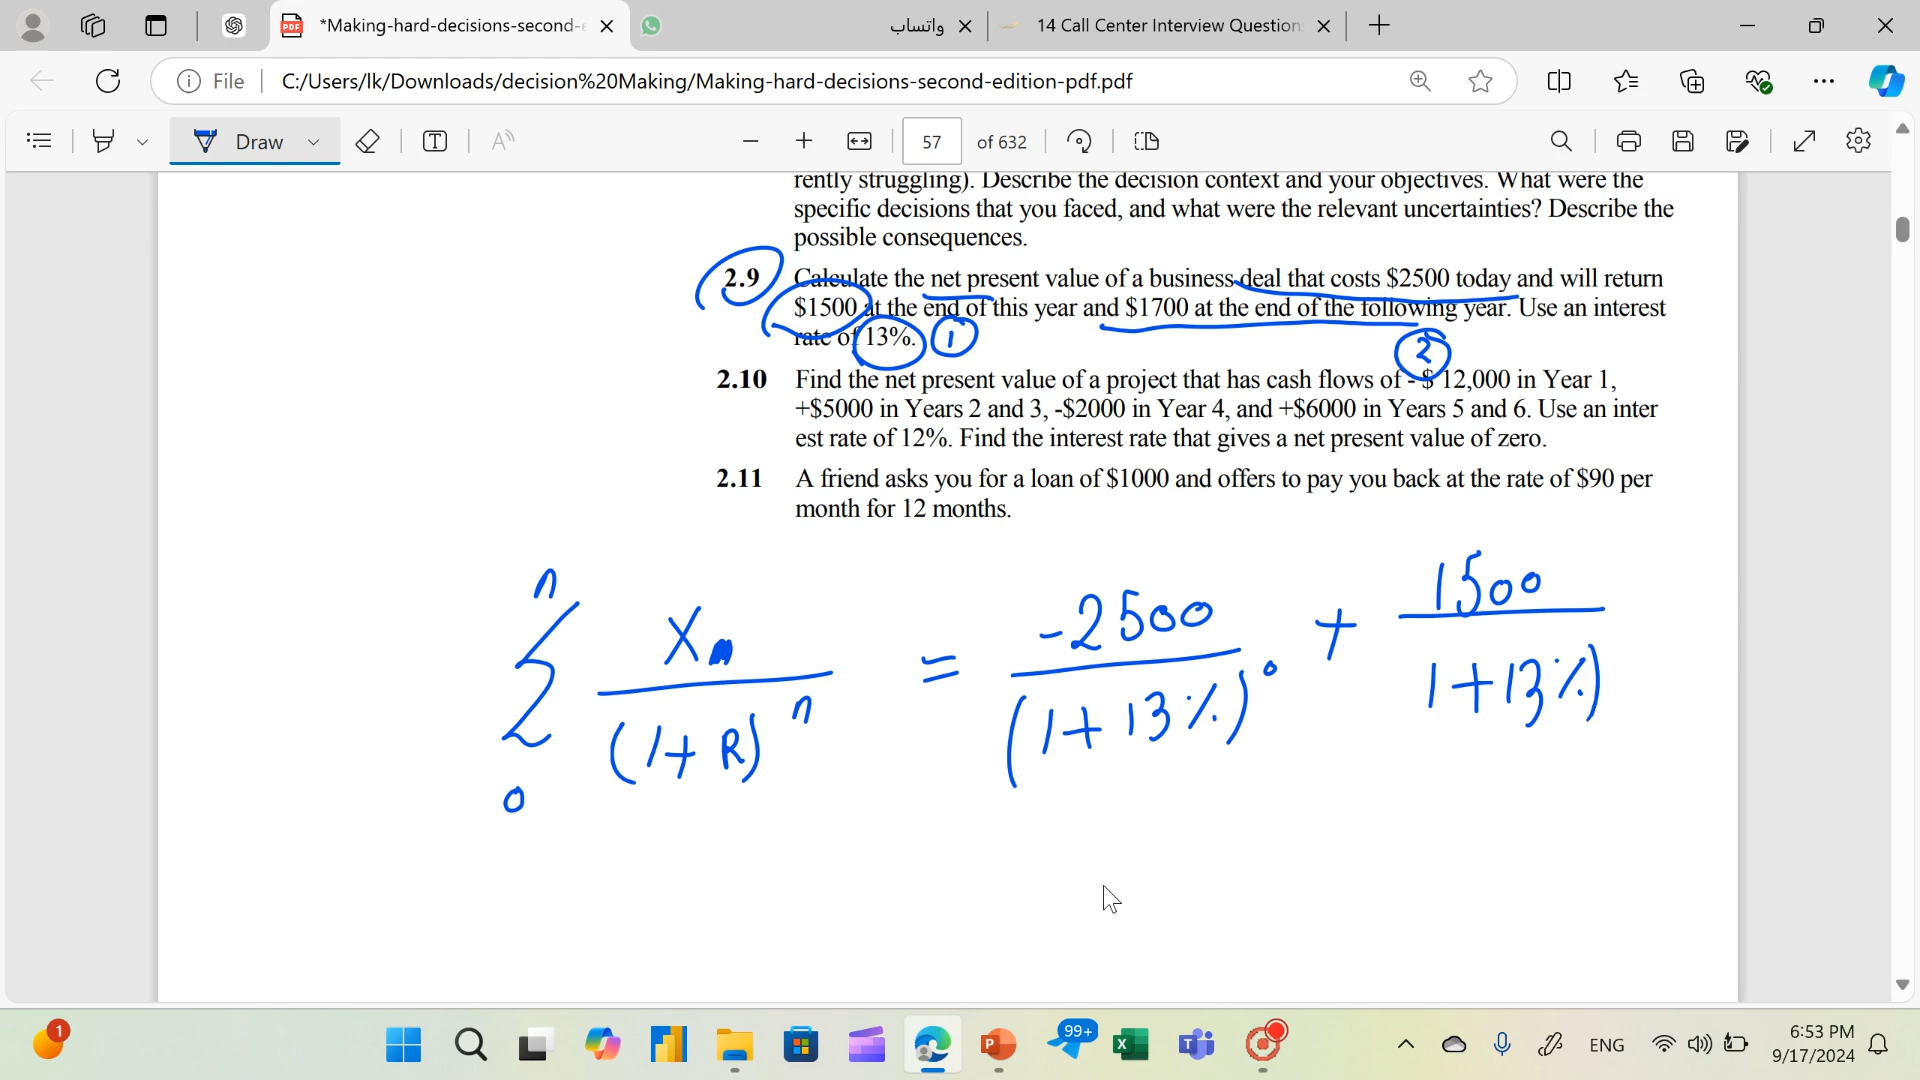 *Making-hard-decisions-second-e
واتساب
14 Call Center Interview Question
File
C:/Users/lk/Downloads/decision%20Making/Making-hard-decisions-second-edition-pdf.pdf
Draw
57 of 632
rently struggling). Describe the decision context and your objectives. What were the
specific decisions that you faced, and what were the relevant uncertainties? Describe the
possible consequences.
2.9 Calculate the net present value of a business deal that costs $2500 today and will return
$1500 at the end of this year and $1700 at the end of the following year. Use an interest
rate of 13%. 1
2
2.10 Find the net present value of a project that has cash flows of - $ 12,000 in Year 1,
+$5000 in Years 2 and 3, -$2000 in Year 4, and +$6000 in Years 5 and 6. Use an inter
est rate of 12%. Find the interest rate that gives a net present value of zero.
2.11 A friend asks you for a loan of $1000 and offers to pay you back at the rate of $90 per
month for 12 months.
n
∑ Xn = -2500 + 1500
(1+R)^n (1+13%)^0 1+13%)
0
1
99+
ENG
6:53 PM
9/17/2024